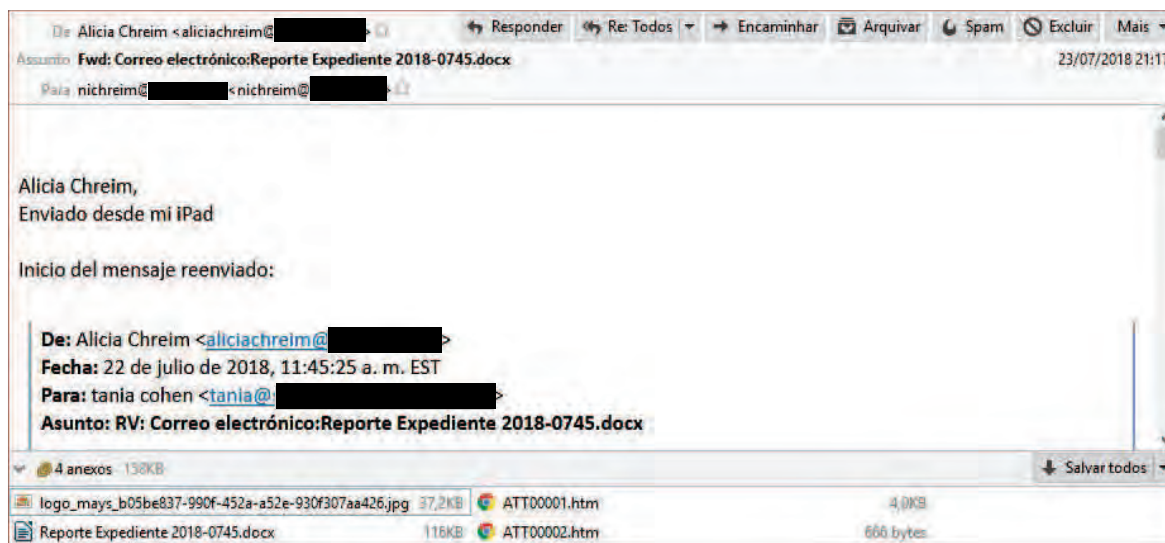 De Alicia Chreim <aliciachreim@ > Responder Re: Todos Encaminhar Arquivar Spam Excluir Mais
Assunto Fwd: Correo electrónico:Reporte Expediente 2018-0745.docx 23/07/2018 21:17
Para nichreim@ <nichreim@ >
Alicia Chreim,
Enviado desde mi iPad
Inicio del mensaje reenviado:
De: Alicia Chreim <aliciachreim@ >
Fecha: 22 de julio de 2018, 11:45:25 a. m. EST
Para: tania cohen <tania@ >
Asunto: RV: Correo electrónico:Reporte Expediente 2018-0745.docx
4 anexos 158KB Salvar todos
logo_mays_b05be837-990f-452a-a52e-930f307aa426.jpg 37,2KB ATT00001.htm 4,0KB
Reporte Expediente 2018-0745.docx 116KB ATT00002.htm 666 bytes